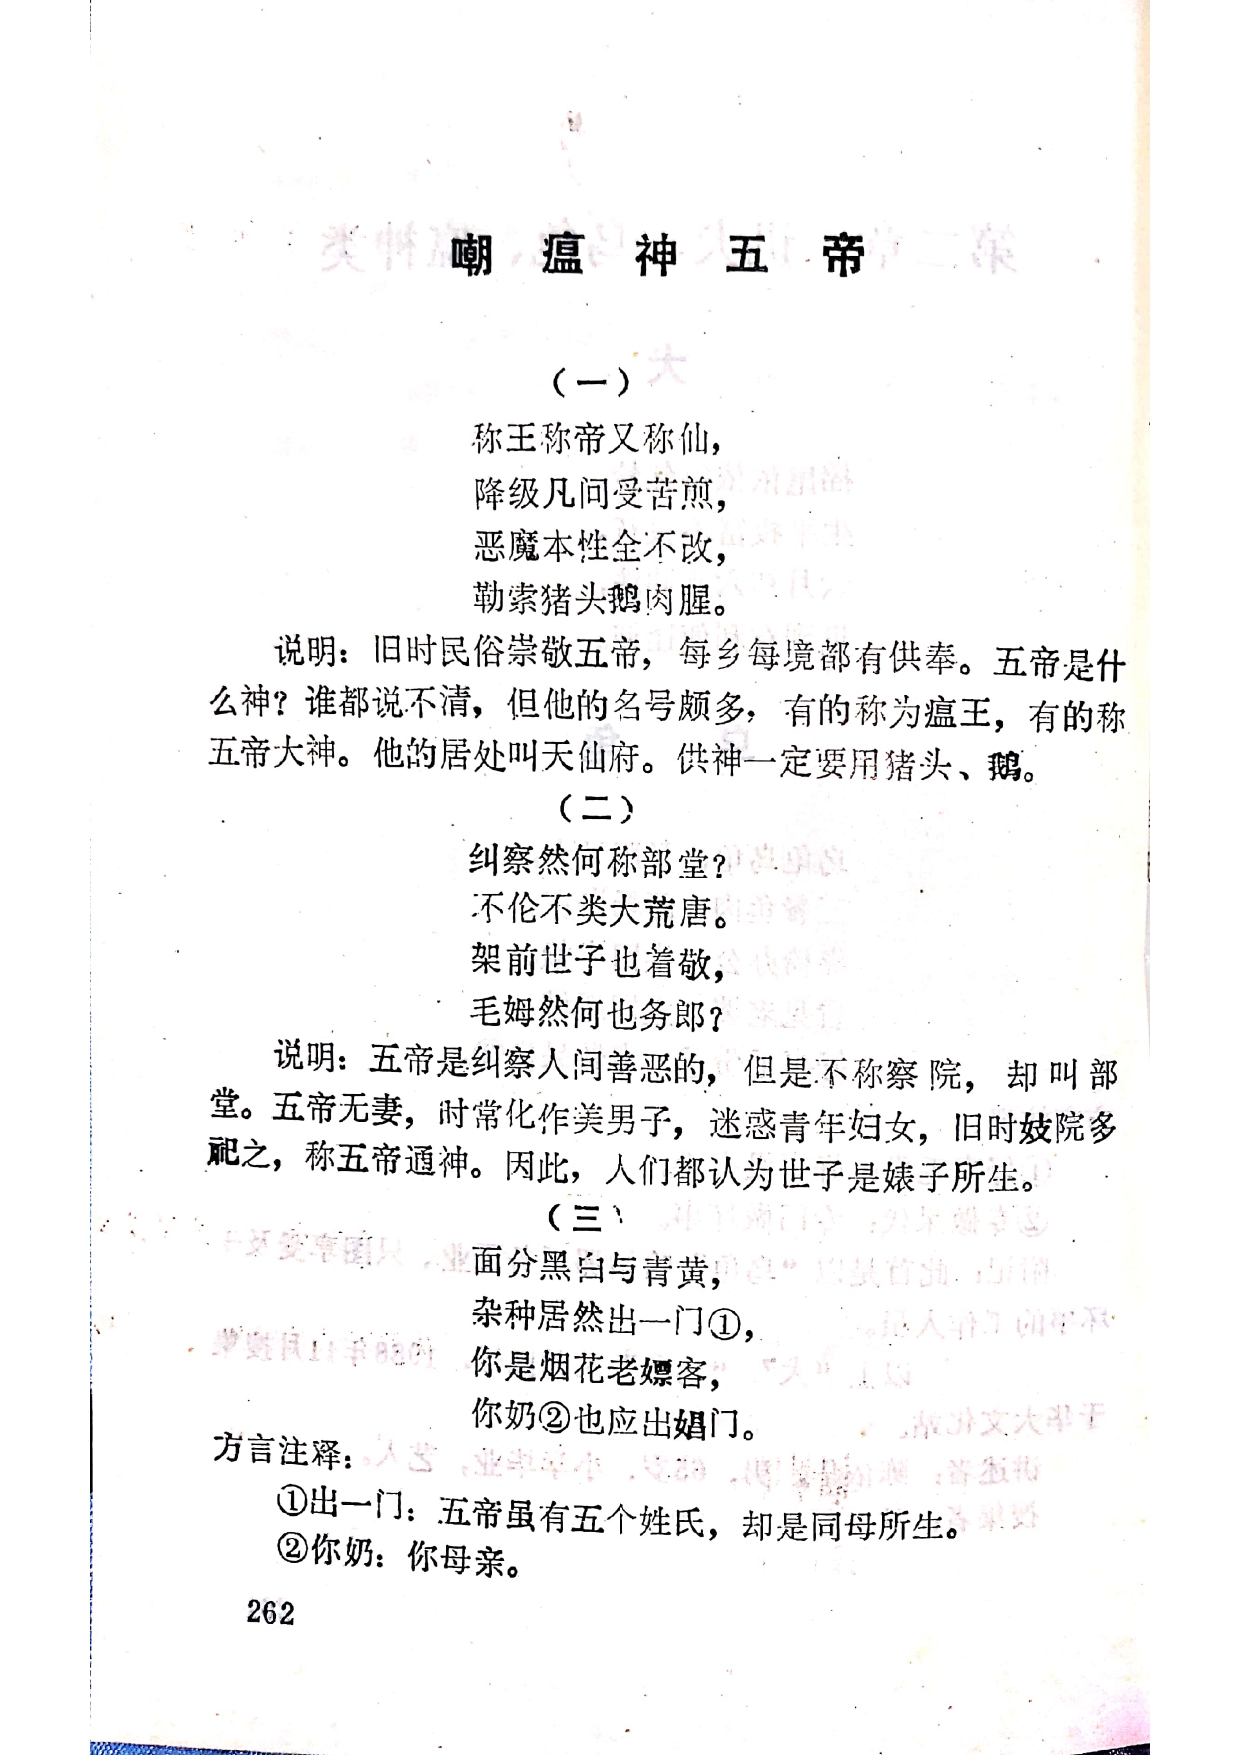 嘲瘟神五帝
（一）
称王称帝又称仙，
降级凡间受苦煎，
恶魔本性全不改，
勒索猪头鹅肉腥。
说明：旧时民俗崇敬五帝，每乡每境都有供奉。五帝是什
么神？谁都说不清，但他的名号颇多，有的称为瘟王，有的称
五帝大神。他的居处叫天仙府。供神一定要用猪头、鹅。
（二）
纠察然何称部堂？
不伦不类大荒唐。
架前世子也着敬，
毛姆然何也务郎？
说明：五帝是纠察人间善恶的，但是不称察院，却叫部
堂。五帝无妻，时常化作美男子，迷惑青年妇女，旧时妓院多
祀之，称五帝通神。因此，人们都认为世子是婊子所生。
（三）
面分黑白与青黄，
杂种居然出一门①，
你是烟花老嫖客，
你奶②也应出娼门。
方言注释：
①出一门：五帝虽有五个姓氏，却是同母所生。
②你奶：你母亲。
262